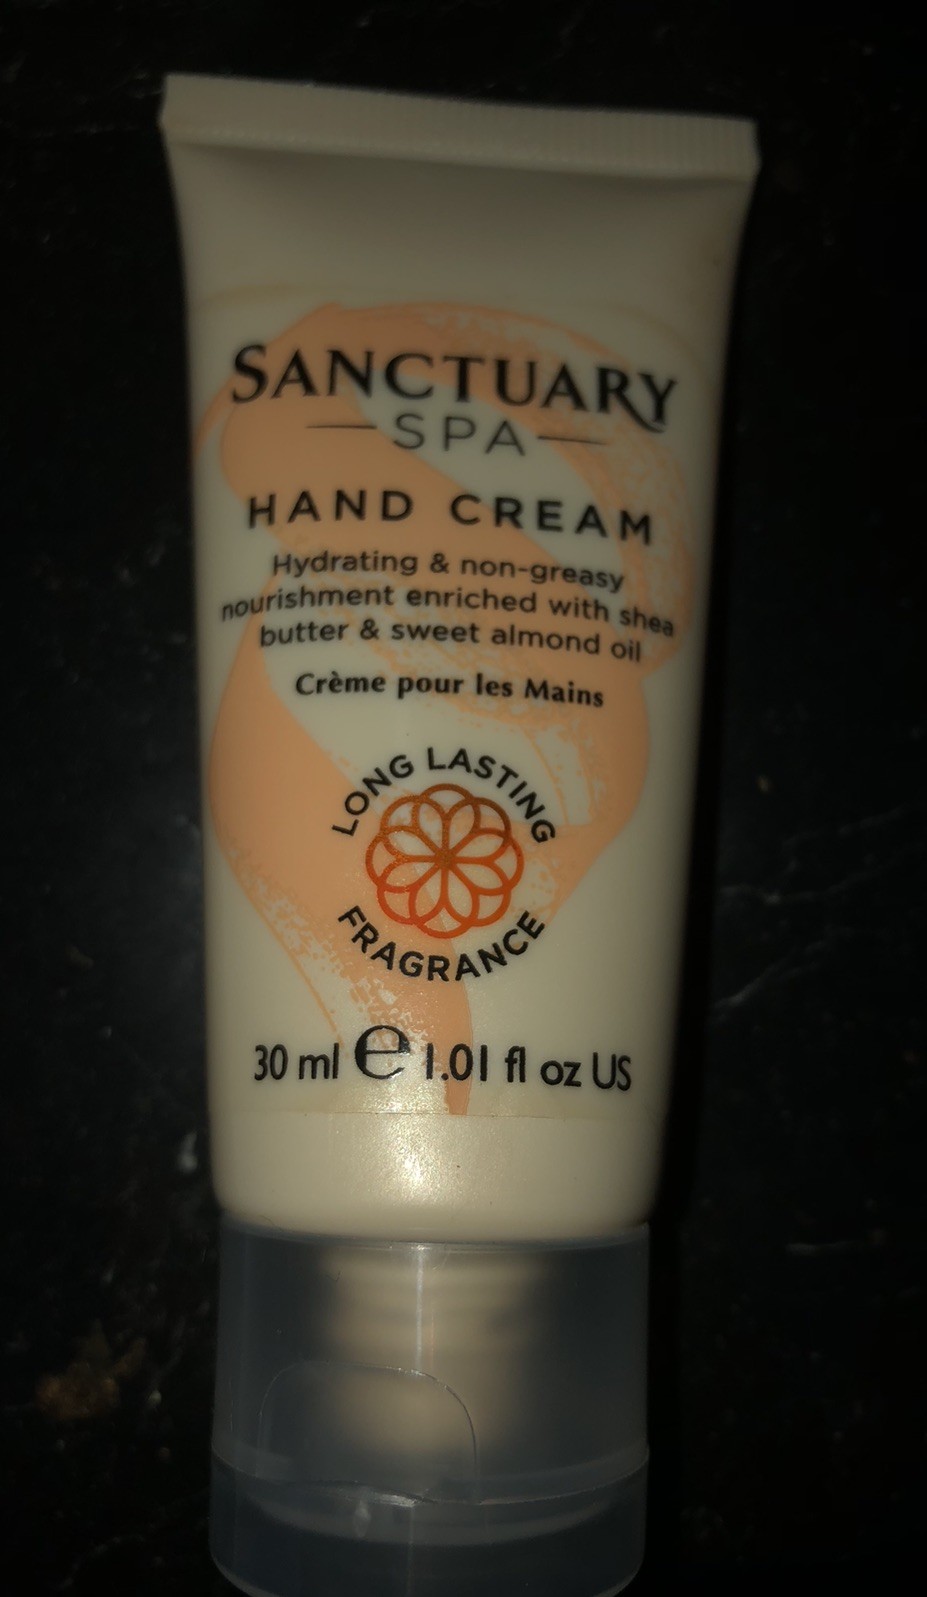 SANCTUARY
SPA
HAND CREAM
Hydrating & non-greasy
nourishment enriched with shea
butter & sweet almond oil
Crème pour les Mains
LONG LASTING
FRAGRANCE
30 ml ℮ 1.01 fl oz US